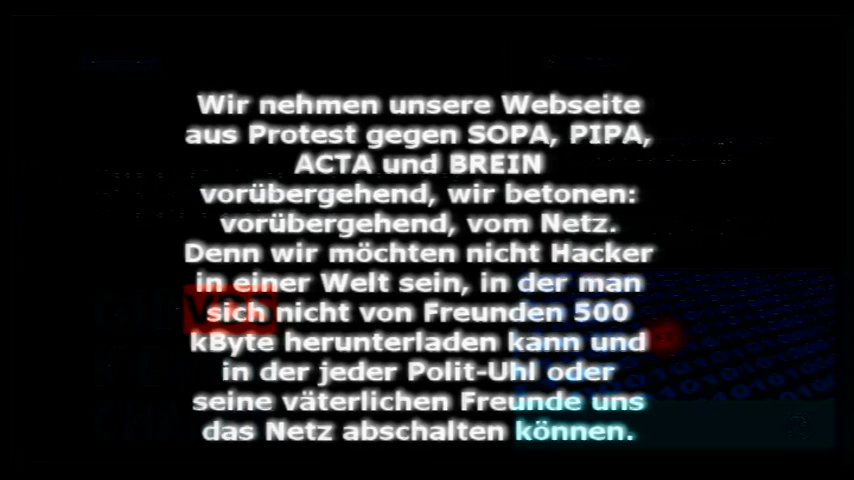 Wir nehmen unsere Webseite
aus Protest gegen SOPA, PIPA,
ACTA und BREIN
vorübergehend, wir betonen:
vorübergehend, vom Netz.
Denn wir möchten nicht Hacker
in einer Welt sein, in der man
sich nicht von Freunden 500
kByte herunterladen kann und
in der jeder Polit-Uhl oder
seine väterlichen Freunde uns
das Netz abschalten können.
VDS